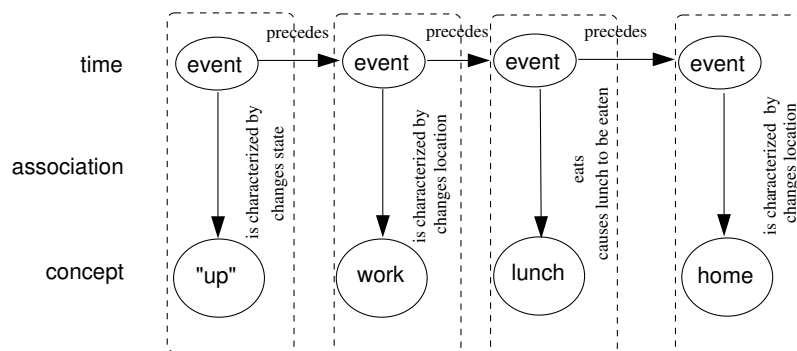 precedes precedes precedes
time event event event event
is characterized by
changes state
is characterized by
changes location
eats
causes lunch to be eaten
is characterized by
changes location
association
concept "up" work lunch home